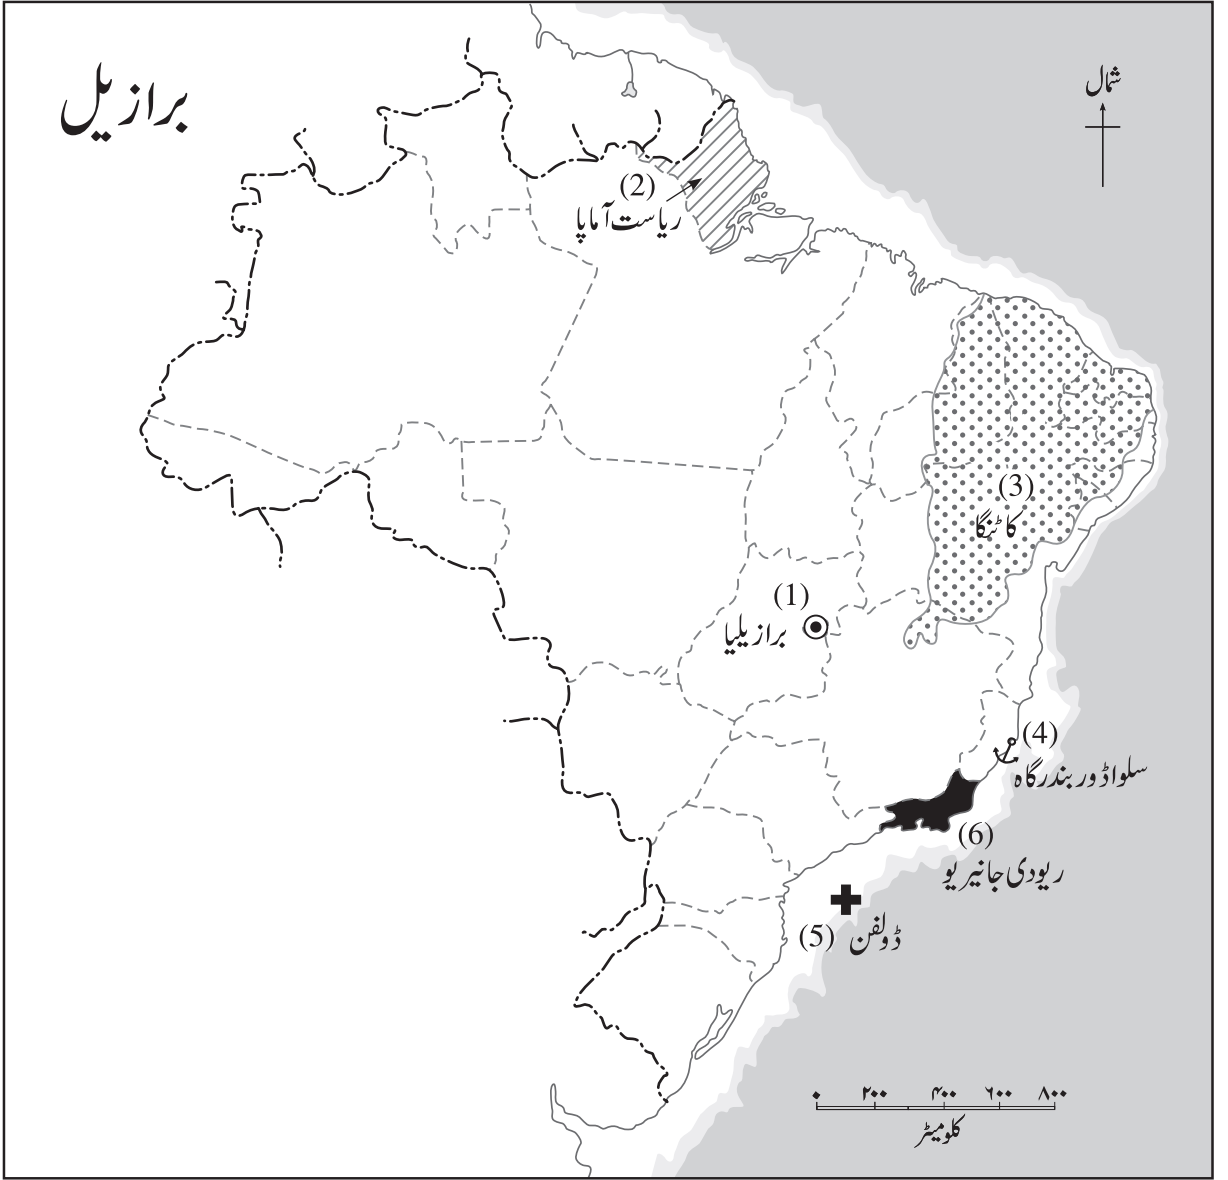 برازیل
شمال
(2)
ریاست آماپا
(3)
کاٹنگا
(1)
برازیلیا
(4)
سلواڈور بندرگاہ
(6)
ریو دی جانیریو
(5) ڈولفن
۰ ۲۰۰ ۴۰۰ ۶۰۰ ۸۰۰
کلومیٹر